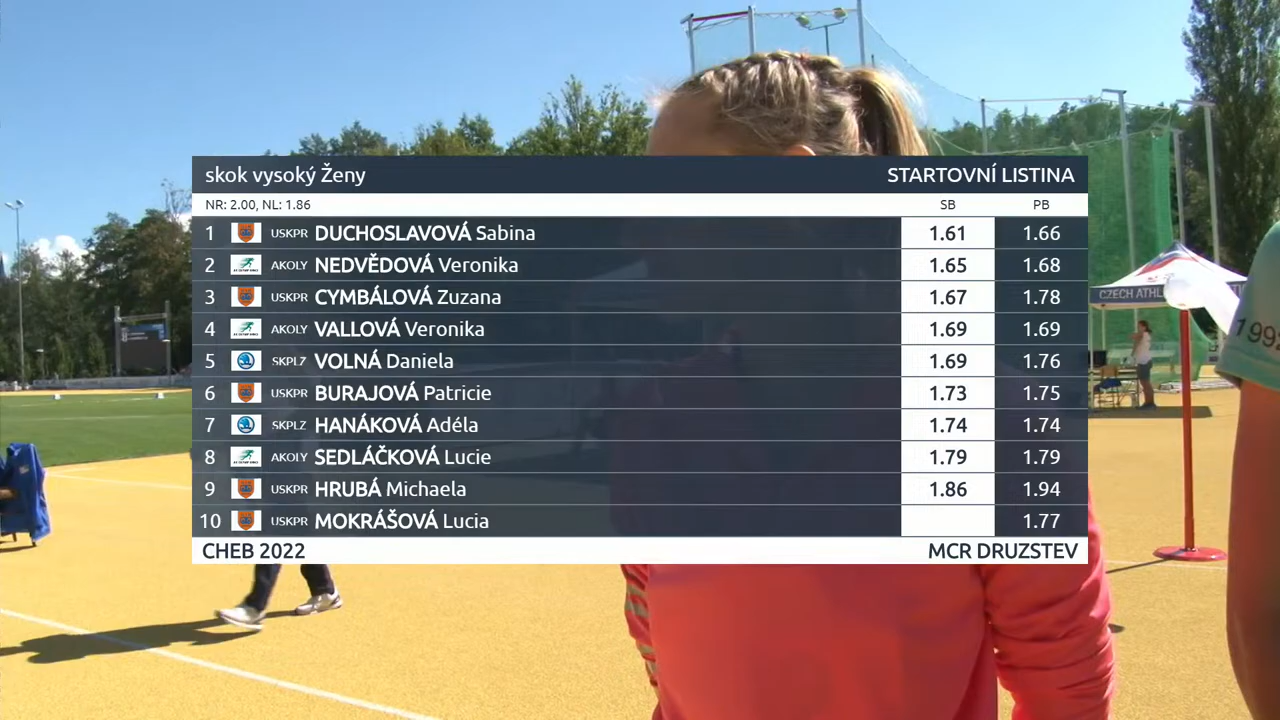 skok vysoký Ženy STARTOVNÍ LISTINA
NR: 2.00, NL: 1.86 SB PB
1 USKPR DUCHOSLAVOVÁ Sabina 1.61 1.66
2 AKOLY NEDVĚDOVÁ Veronika 1.65 1.68
3 USKPR CYMBÁLOVÁ Zuzana 1.67 1.78
4 AKOLY VALLOVÁ Veronika 1.69 1.69
5 SKPLZ VOLNÁ Daniela 1.69 1.76
6 USKPR BURAJOVÁ Patricie 1.73 1.75
7 SKPLZ HANÁKOVÁ Adéla 1.74 1.74
8 AKOLY SEDLÁČKOVÁ Lucie 1.79 1.79
9 USKPR HRUBÁ Michaela 1.86 1.94
10 USKPR MOKRÁŠOVÁ Lucia 1.77
CHEB 2022 MCR DRUZSTEV
CZECH